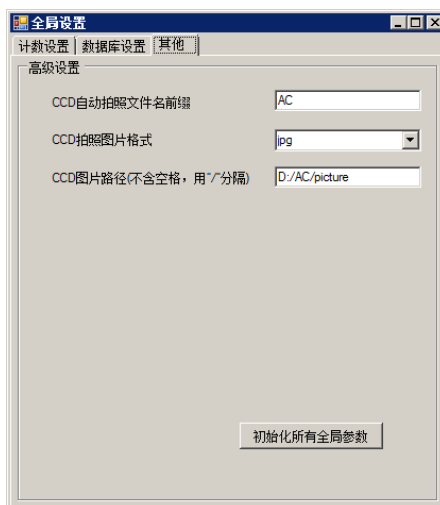 全局设置
计数设置 数据库设置 其他
高级设置
CCD自动拍照文件名前缀 AC
CCD拍照图片格式 jpg
CCD图片路径(不含空格，用"/"分隔) D:/AC/picture
初始化所有全局参数